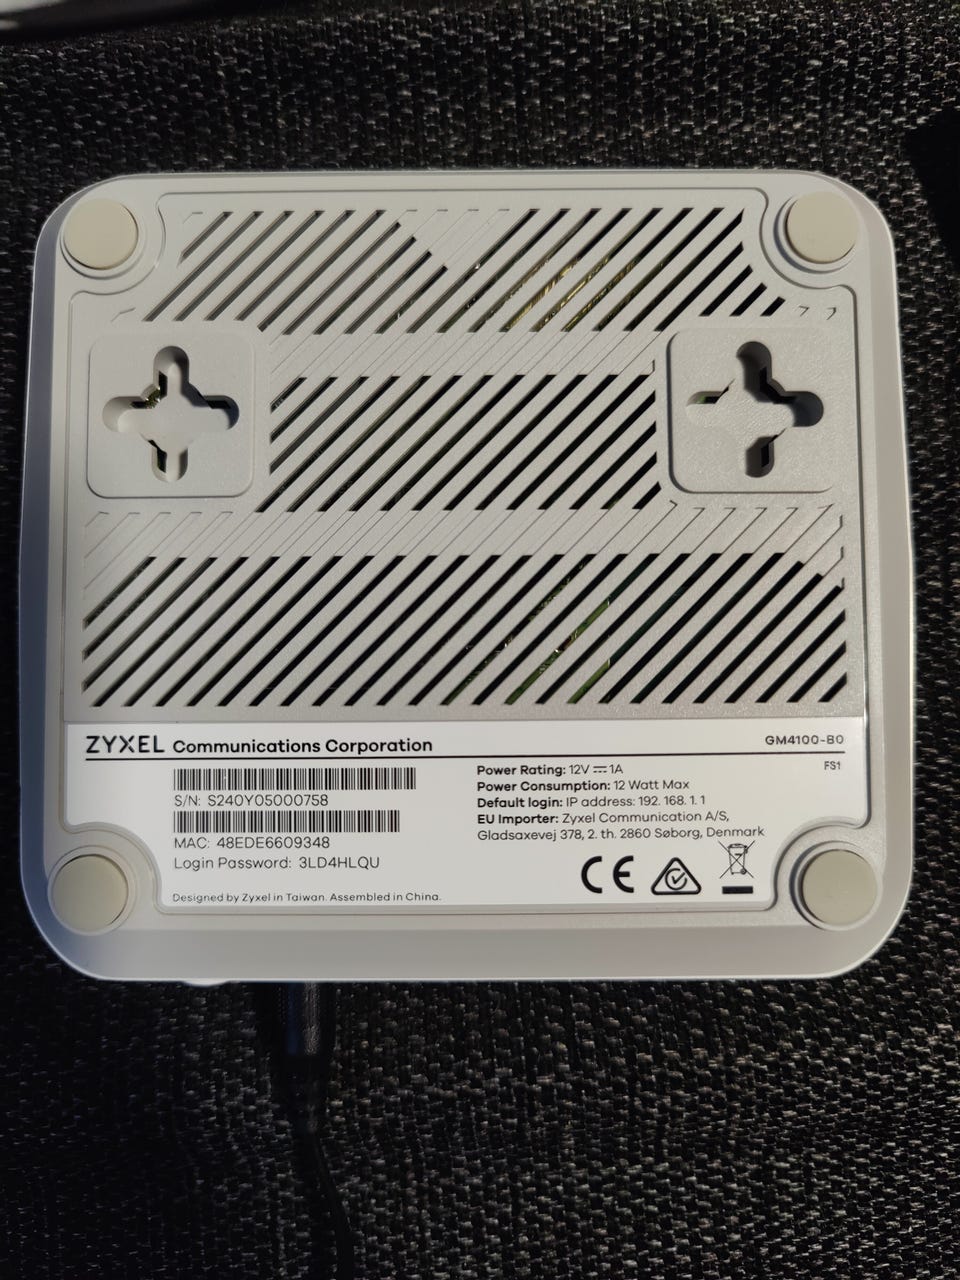 ZYXEL Communications Corporation
GM4100-B0
FS1
S/N: S240Y05000758
MAC: 48EDE6609348
Login Password: 3LD4HLQU
Designed by Zyxel in Taiwan. Assembled in China.
Power Rating: 12V ⎓ 1A
Power Consumption: 12 Watt Max
Default login: IP address: 192. 168. 1. 1
EU Importer: Zyxel Communication A/S,
Gladsaxevej 378, 2. th. 2860 Søborg, Denmark
CE